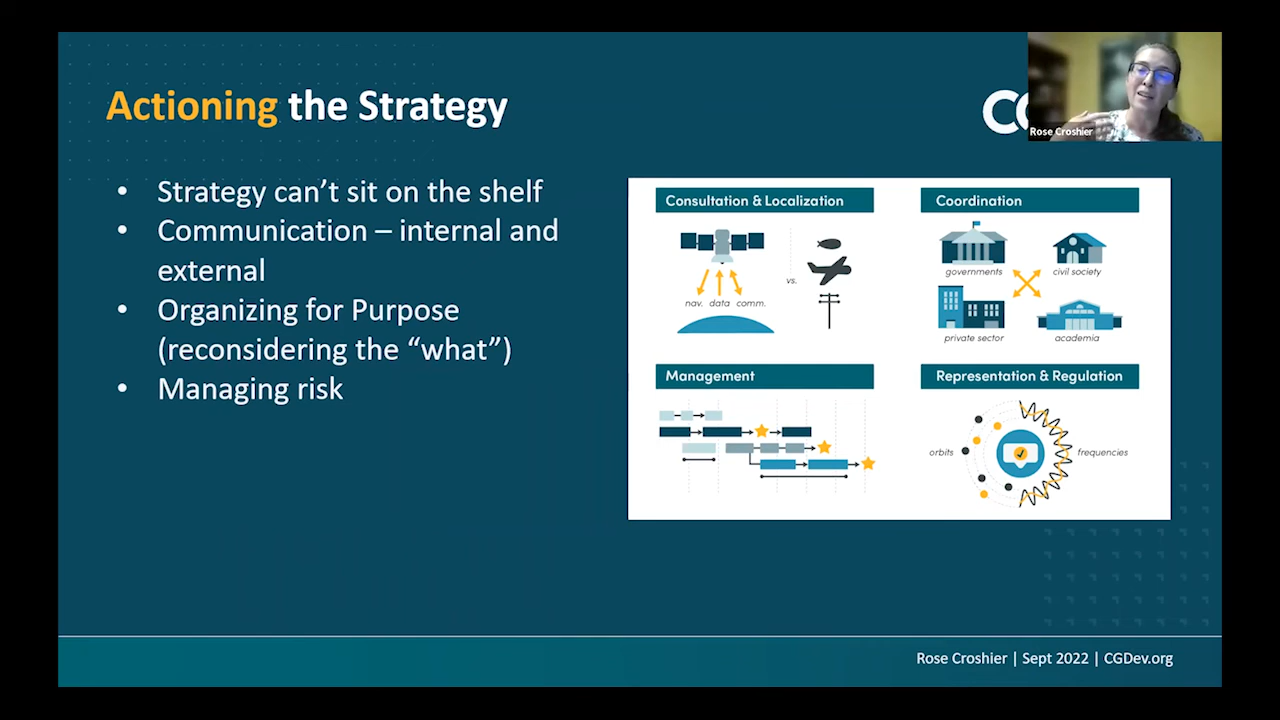 Actioning the Strategy
• Strategy can’t sit on the shelf
• Communication – internal and
external
• Organizing for Purpose
(reconsidering the “what”)
• Managing risk
Rose Croshier
Consultation & Localization
nav. data comm.
vs.
Coordination
governments
civil society
private sector
academia
Management
Representation & Regulation
orbits
frequencies
Rose Croshier | Sept 2022 | CGDev.org